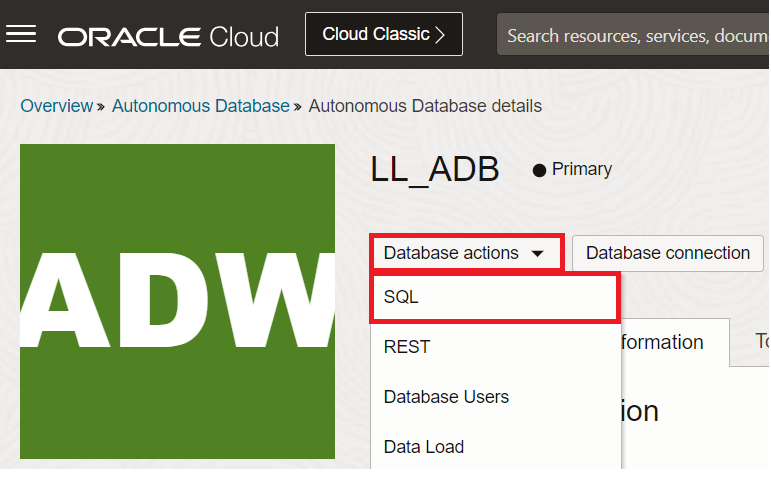 ORACLE Cloud
Cloud Classic >
Search resources, services, docum
Overview » Autonomous Database » Autonomous Database details
ADW
LL_ADB
Primary
Database actions
Database connection
SQL
REST
formation
Database Users
ion
Data Load